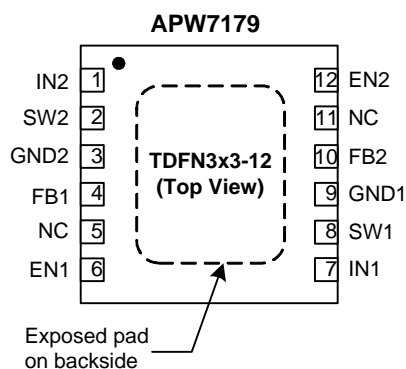 APW7179
IN2 1 12 EN2
SW2 2 11 NC
GND2 3 TDFN3x3-12 10 FB2
FB1 4 (Top View) 9 GND1
NC 5 8 SW1
EN1 6 7 IN1
Exposed pad
on backside